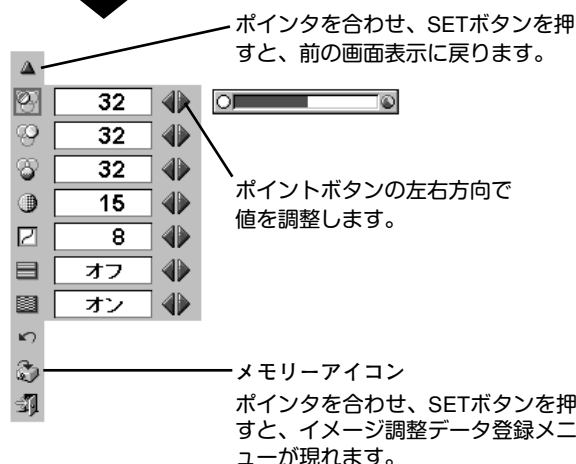 ポインタを合わせ、SETボタンを押
すと、前の画面表示に戻ります。
32
32
32
15
8
オフ
オン
ポイントボタンの左右方向で
値を調整します。
メモリーアイコン
ポインタを合わせ、SETボタンを押
すと、イメージ調整データ登録メニ
ューが現れます。